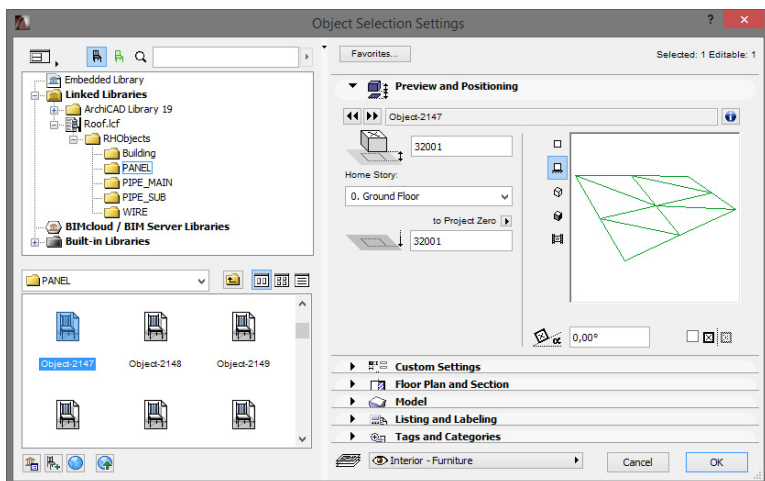 Object Selection Settings
Favorites...
Selected: 1 Editable: 1
Embedded Library
Linked Libraries
ArchiCAD Library 19
Roof.lcf
RHObjects
Building
PANEL
PIPE_MAIN
PIPE_SUB
WIRE
BIMcloud / BIM Server Libraries
Built-in Libraries
PANEL
Object-2147
Object-2148
Object-2149
Preview and Positioning
Object-2147
32001
Home Story:
0. Ground Floor
to Project Zero
32001
α
0,00°
Custom Settings
Floor Plan and Section
Model
Listing and Labeling
Tags and Categories
Interior - Furniture
Cancel
OK